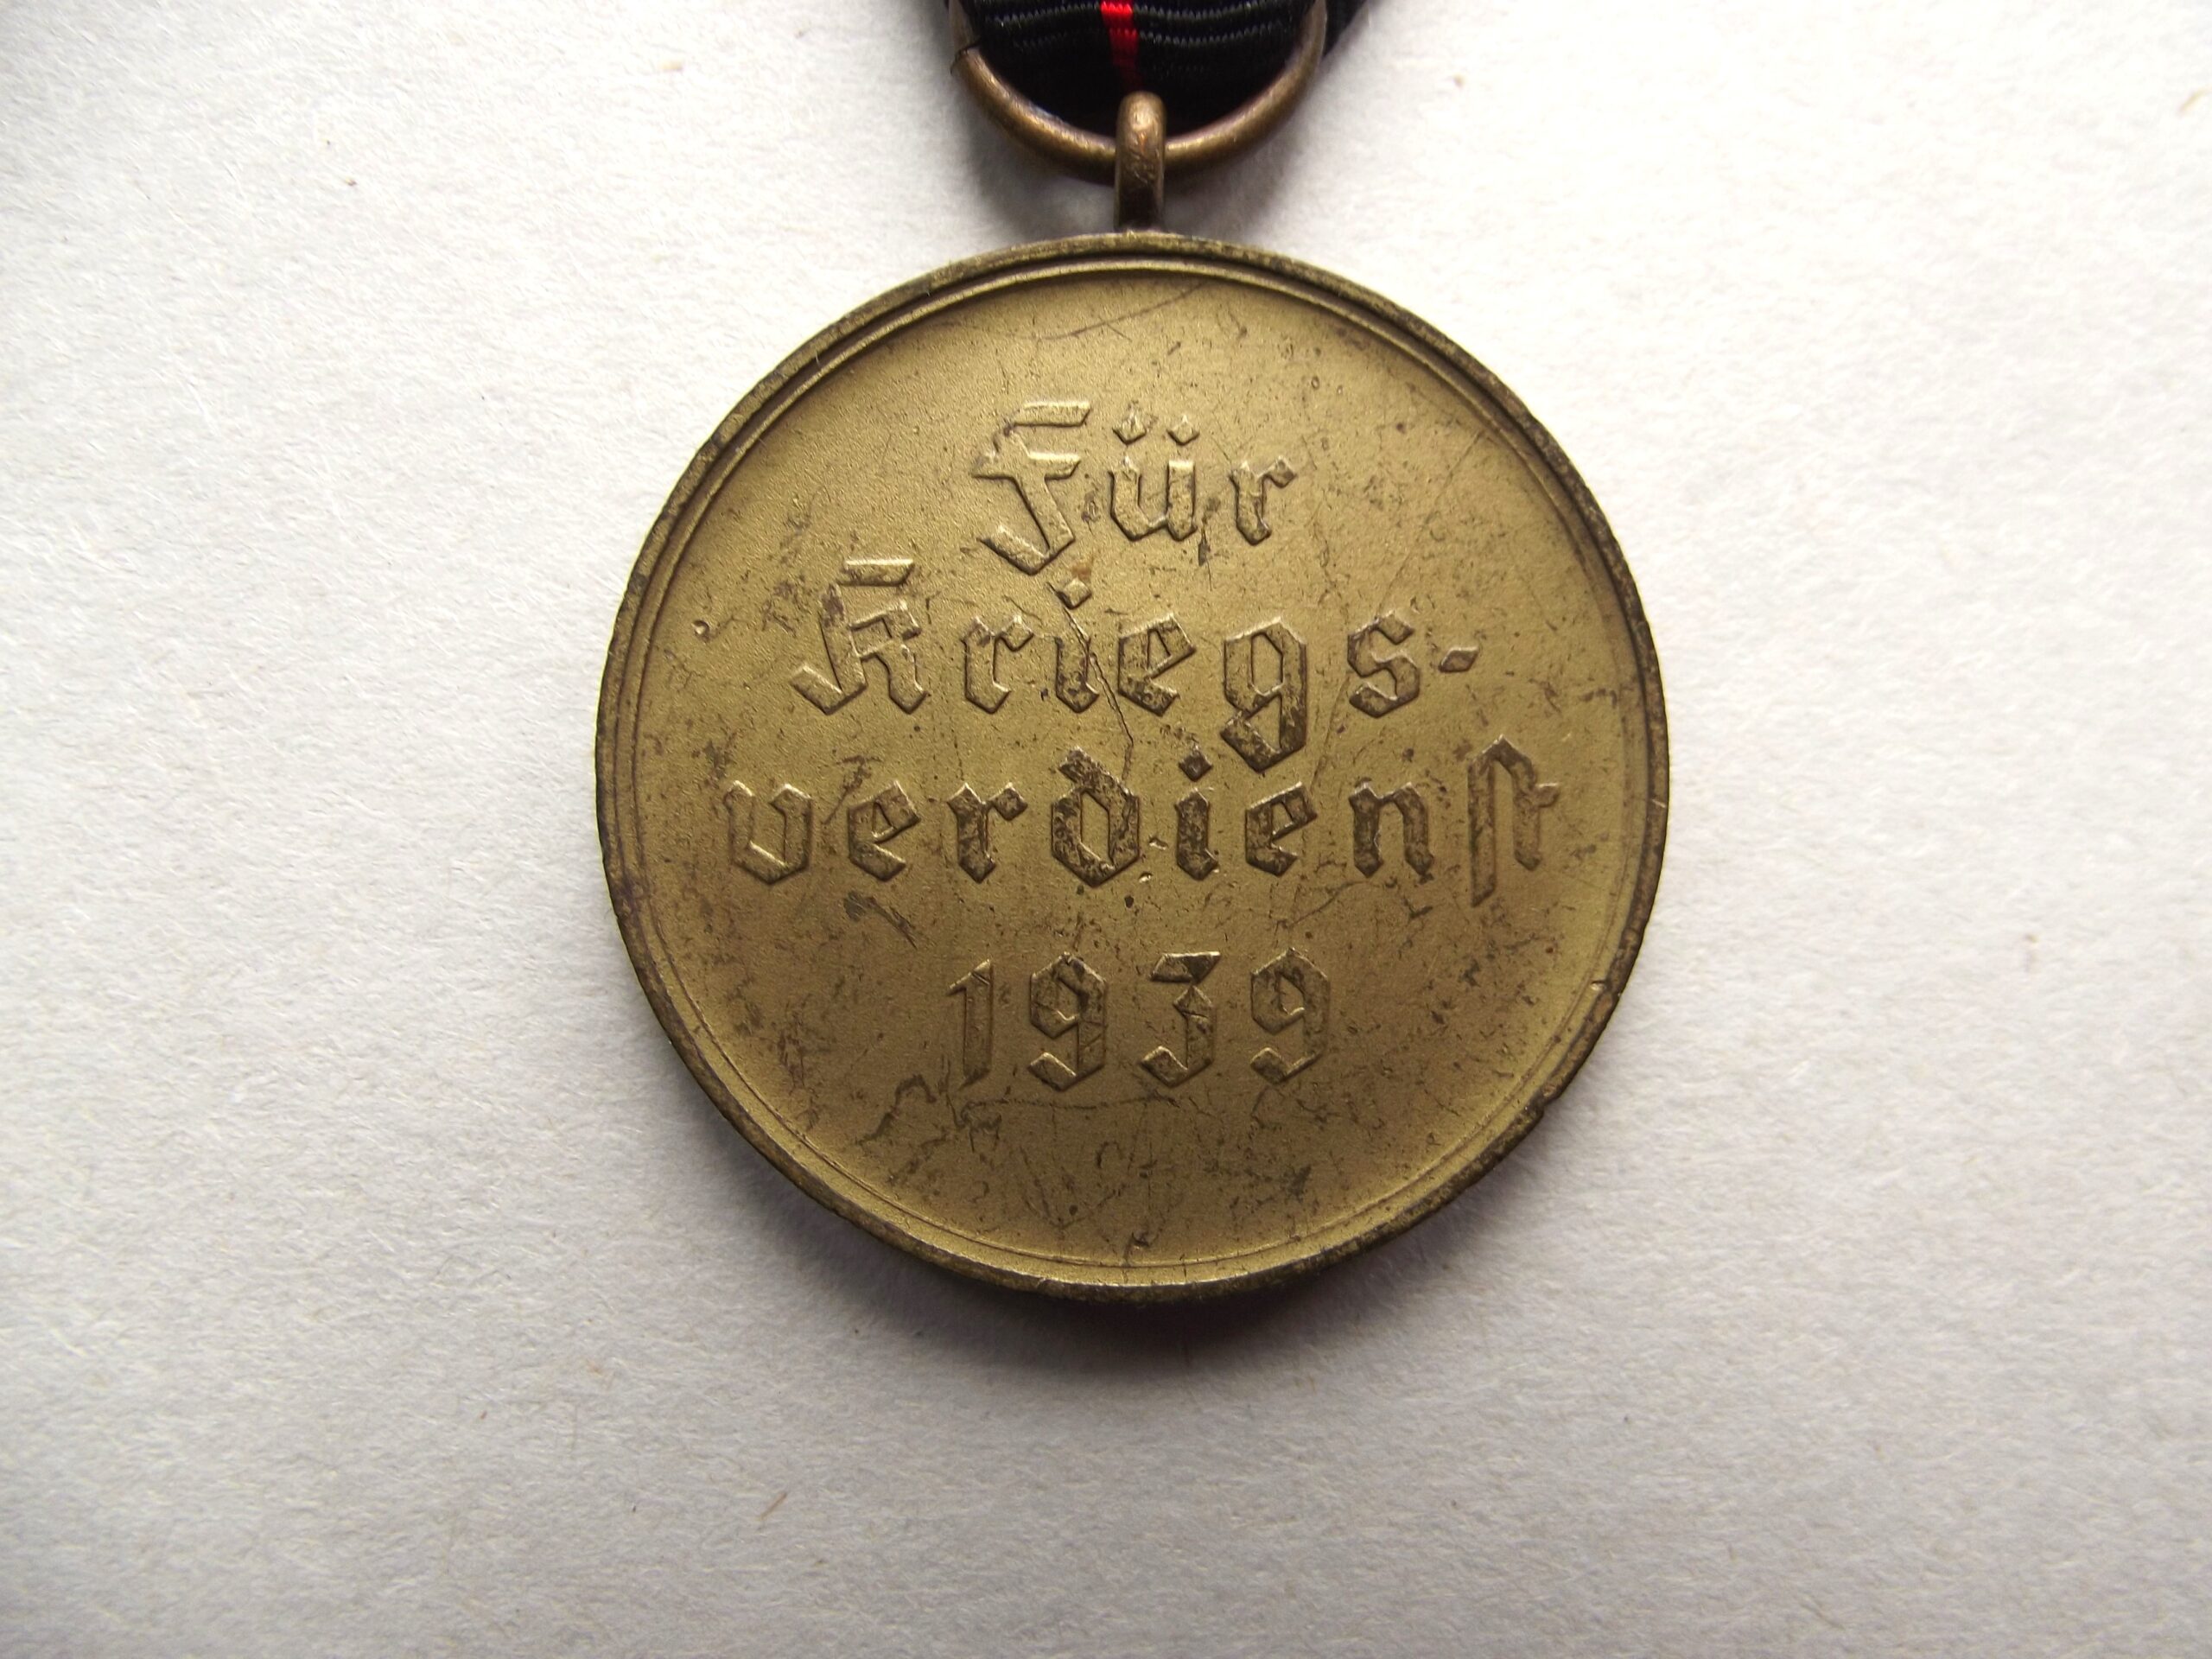 Für
Kriegs-
verdienst
1939